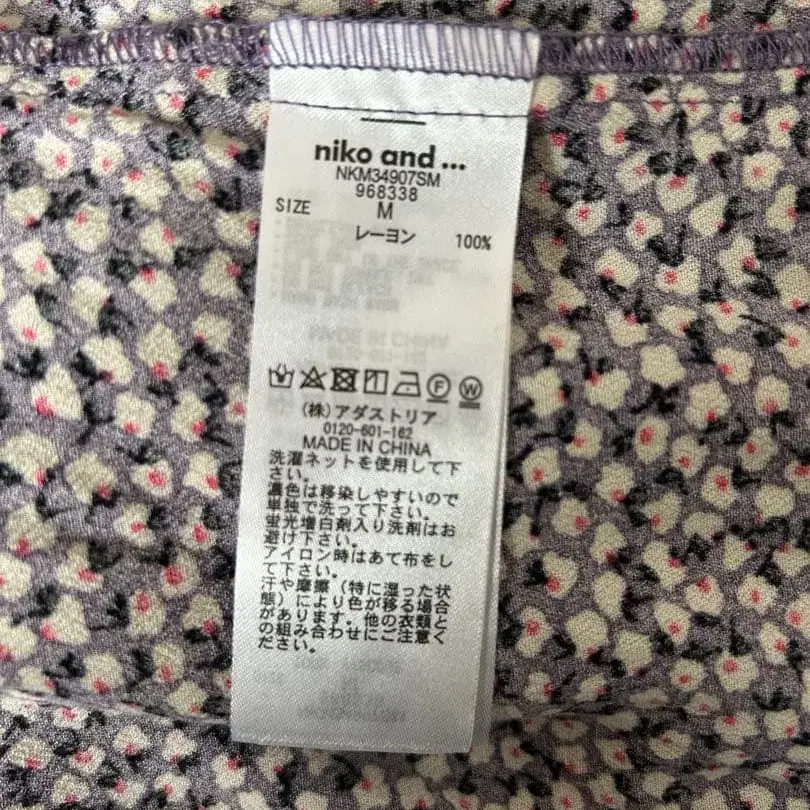 niko and ...
NKM34907SM
968338
SIZE M
レーヨン 100%
(株)アダストリア
0120-601-162
MADE IN CHINA
洗濯ネットを使用して下
さい。
濃色は移染しやすいので
単独で洗って下さい。
蛍光増白剤入り洗剤はお
避け下さい。
アイロン時はあて布をし
て下さい。
汗や摩擦(特に湿った状
態)により色が移る場合
があります。他の衣類と
の組み合わせにご注意く
ださい。